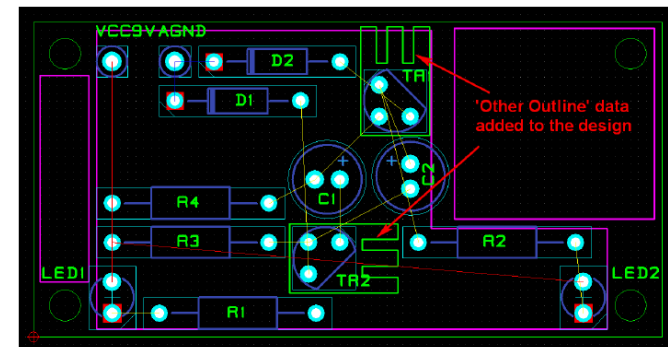 VCC9VAGND
D2
TR1
D1
'Other Outline' data
added to the design
C2
C1
R4
R3
R2
LED1
TR2
LED2
R1